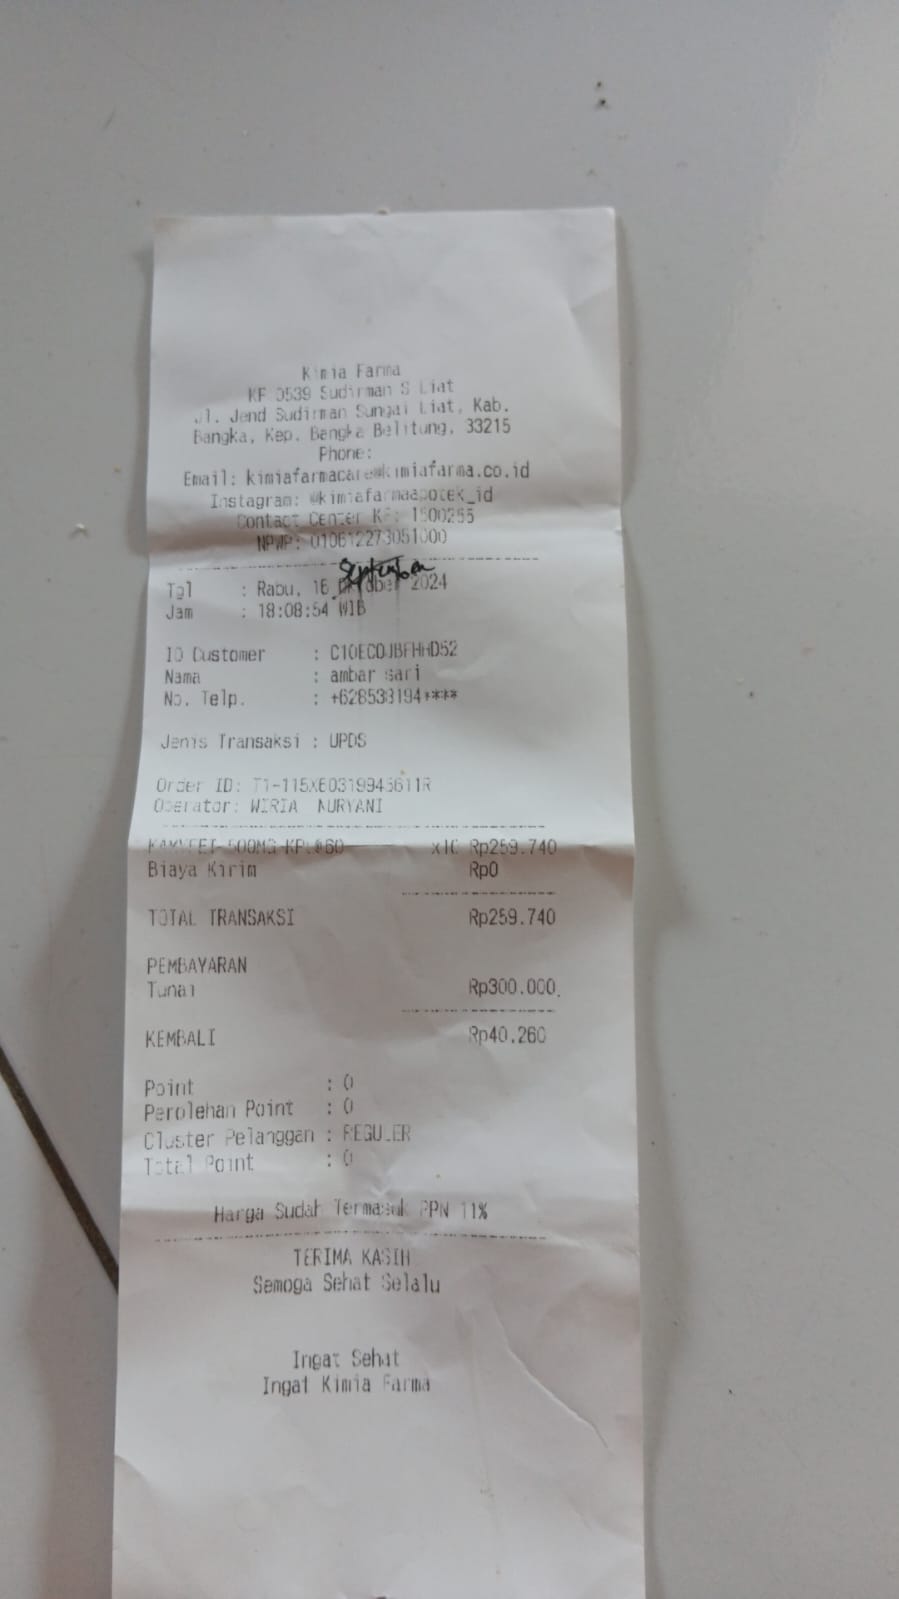 Kimia Farma
KF 0539 Sudirman S Liat
Jl. Jend Sudirman Sungai Liat, Kab.
Bangka, Kep. Bangka Belitung, 33215
Phone:
Email: kimiafarmacare@kimiafarma.co.id
Instagram: @kimiafarmaapotek_id
Contact Center KF: 1500255
NPWP: 010612273051000
September
Tgl : Rabu, 16 Oktober 2024
Jam : 18:08:54 WIB
ID Customer :
Nama : ambar sari
No. Telp. : +628533194****
Jenis Transaksi : UPDS
Order ID:
Operator: WIRIA NURYANI
x10 Rp259.740
Biaya Kirim Rp0
TOTAL TRANSAKSI Rp259.740
PEMBAYARAN
Tunai Rp300.000
KEMBALI Rp40.260
Point : 0
Perolehan Point : 0
Cluster Pelanggan : REGULER
Total Point : 0
Harga Sudah Termasuk PPN 11%
TERIMA KASIH
Semoga Sehat Selalu
Ingat Sehat
Ingat Kimia Farma